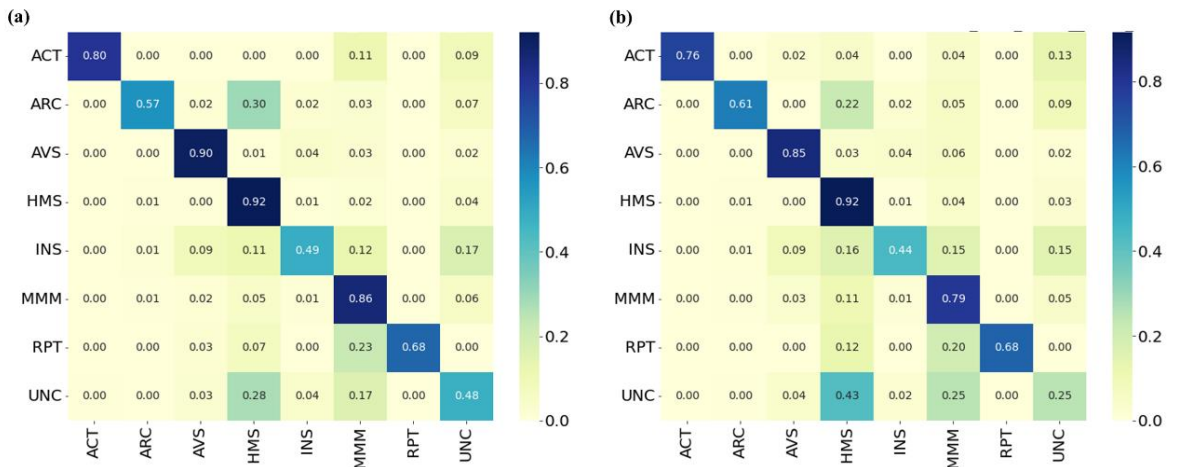 (a)
ACT 0.80 0.00 0.00 0.00 0.00 0.11 0.00 0.09
ARC 0.00 0.57 0.02 0.30 0.02 0.03 0.00 0.07
AVS 0.00 0.00 0.90 0.01 0.04 0.03 0.00 0.02
HMS 0.00 0.01 0.00 0.92 0.01 0.02 0.00 0.04
INS 0.00 0.01 0.09 0.11 0.49 0.12 0.00 0.17
MMM 0.00 0.01 0.02 0.05 0.01 0.86 0.00 0.06
RPT 0.00 0.00 0.03 0.07 0.00 0.23 0.68 0.00
UNC 0.00 0.00 0.03 0.28 0.04 0.17 0.00 0.48
ACT ARC AVS HMS INS MMM RPT UNC
0.8
0.6
0.4
0.2
0.0
(b)
ACT 0.76 0.00 0.02 0.04 0.00 0.04 0.00 0.13
ARC 0.00 0.61 0.00 0.22 0.02 0.05 0.00 0.09
AVS 0.00 0.00 0.85 0.03 0.04 0.06 0.00 0.02
HMS 0.00 0.01 0.00 0.92 0.01 0.04 0.00 0.03
INS 0.00 0.01 0.09 0.16 0.44 0.15 0.00 0.15
MMM 0.00 0.00 0.03 0.11 0.01 0.79 0.00 0.05
RPT 0.00 0.00 0.00 0.12 0.00 0.20 0.68 0.00
UNC 0.00 0.00 0.04 0.43 0.02 0.25 0.00 0.25
ACT ARC AVS HMS INS MMM RPT UNC
0.8
0.6
0.4
0.2
0.0